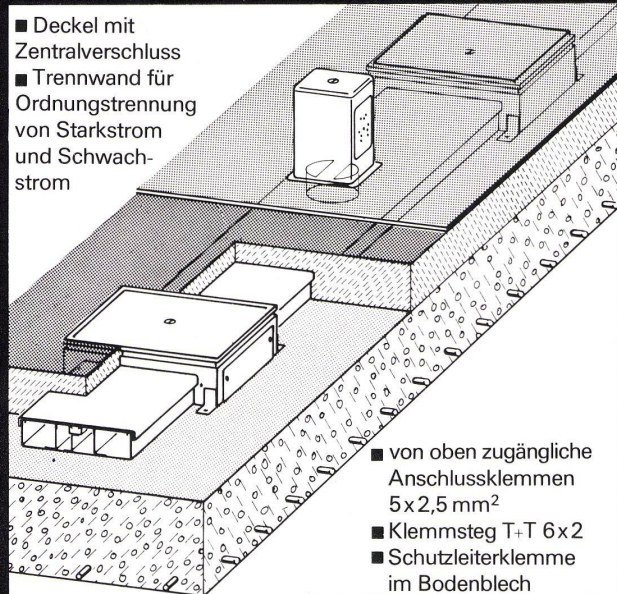 ■ Deckel mit
Zentralverschluss
■ Trennwand für
Ordnungstrennung
von Starkstrom
und Schwach-
strom
■ von oben zugängliche
Anschlussklemmen
5x2,5 mm²
■ Klemmsteg T+T 6x2
■ Schutzleiterklemme
im Bodenblech